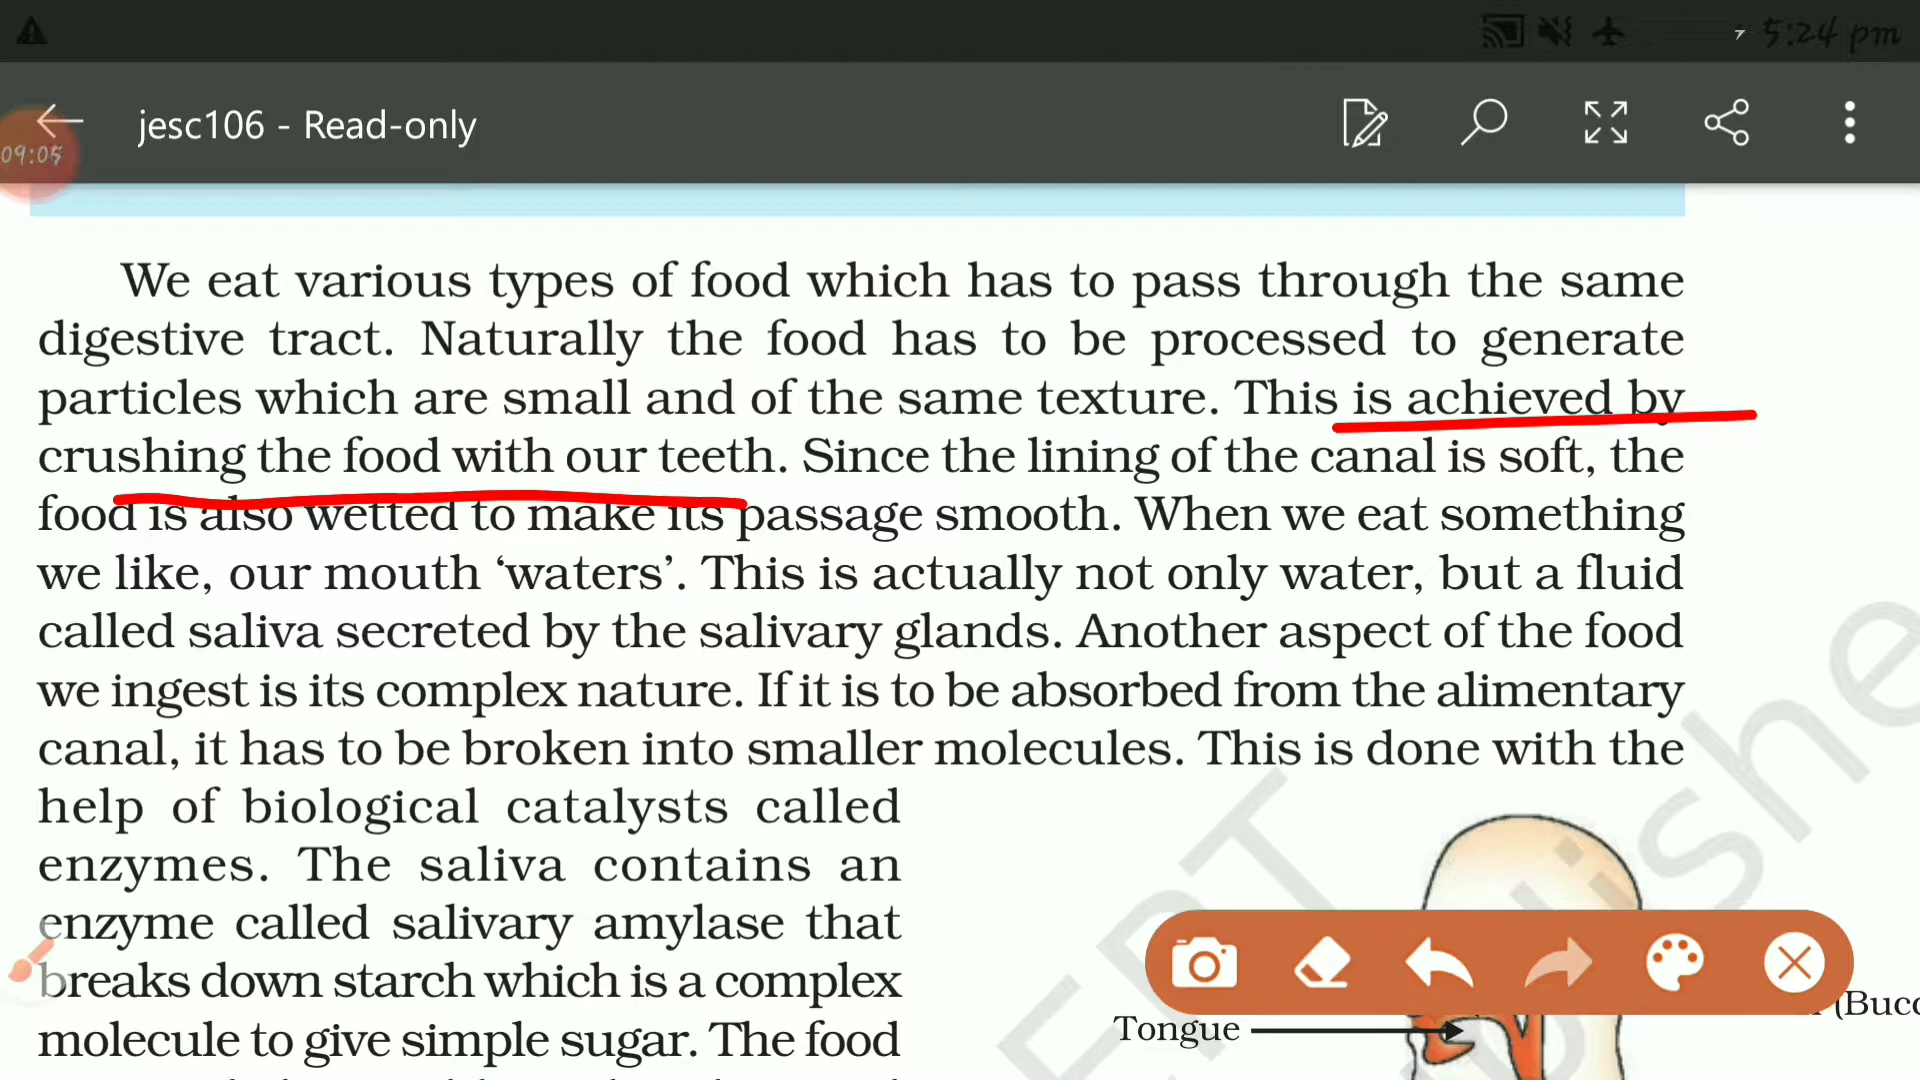 5:24 pm
jesc106 - Read-only
09:05
We eat various types of food which has to pass through the same
digestive tract. Naturally the food has to be processed to generate
particles which are small and of the same texture. This is achieved by
crushing the food with our teeth. Since the lining of the canal is soft, the
food is also wetted to make its passage smooth. When we eat something
we like, our mouth ‘waters’. This is actually not only water, but a fluid
called saliva secreted by the salivary glands. Another aspect of the food
we ingest is its complex nature. If it is to be absorbed from the alimentary
canal, it has to be broken into smaller molecules. This is done with the
help of biological catalysts called
enzymes. The saliva contains an
enzyme called salivary amylase that
breaks down starch which is a complex
molecule to give simple sugar. The food
Tongue